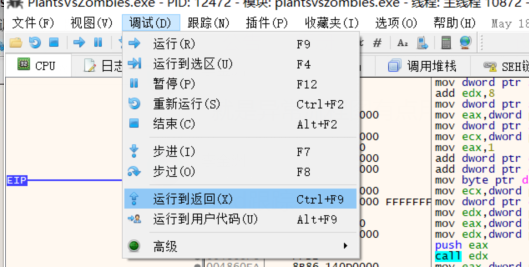 PlantsVsZombies.exe - PID: 12472 - 模块: plantsvszombies.exe - 线程: 主线程 10872 -
文件(F) 视图(V) 调试(D) 跟踪(N) 插件(P) 收藏夹(I) 选项(O) 帮助(H) May 18
CPU 日志 调用堆栈 SEH链
运行(R) F9
运行到选区(U) F4
暂停(P) F12
重新运行(S) Ctrl+F2
结束(C) Alt+F2
步进(I) F7
步过(O) F8
运行到返回(X) Ctrl+F9
运行到用户代码(U) Alt+F9
高级
EIP
mov dword ptr
add edx,8
mov dword ptr
mov eax,dword
mov dword ptr
mov ecx,dword
mov eax,1
add dword ptr
add dword ptr
mov byte ptr d
mov ecx,dword
FFFFFFF mov dword ptr
mov edx,dword
mov eax,dword
mov edx,dword
push eax
call edx
mov eax,dword